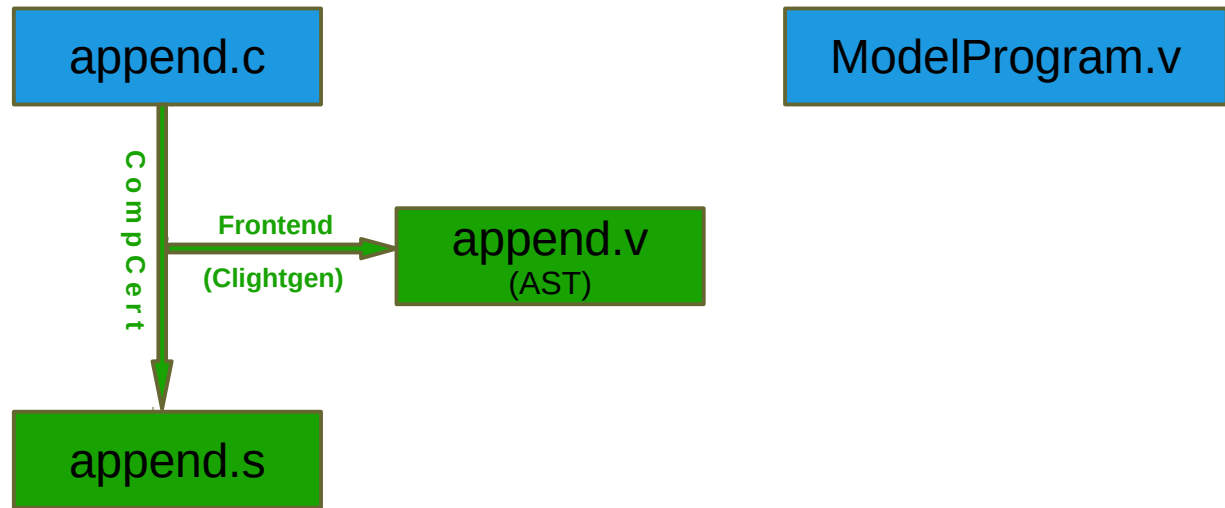 append.c
ModelProgram.v
CompCert
Frontend
(Clightgen)
append.v
(AST)
append.s